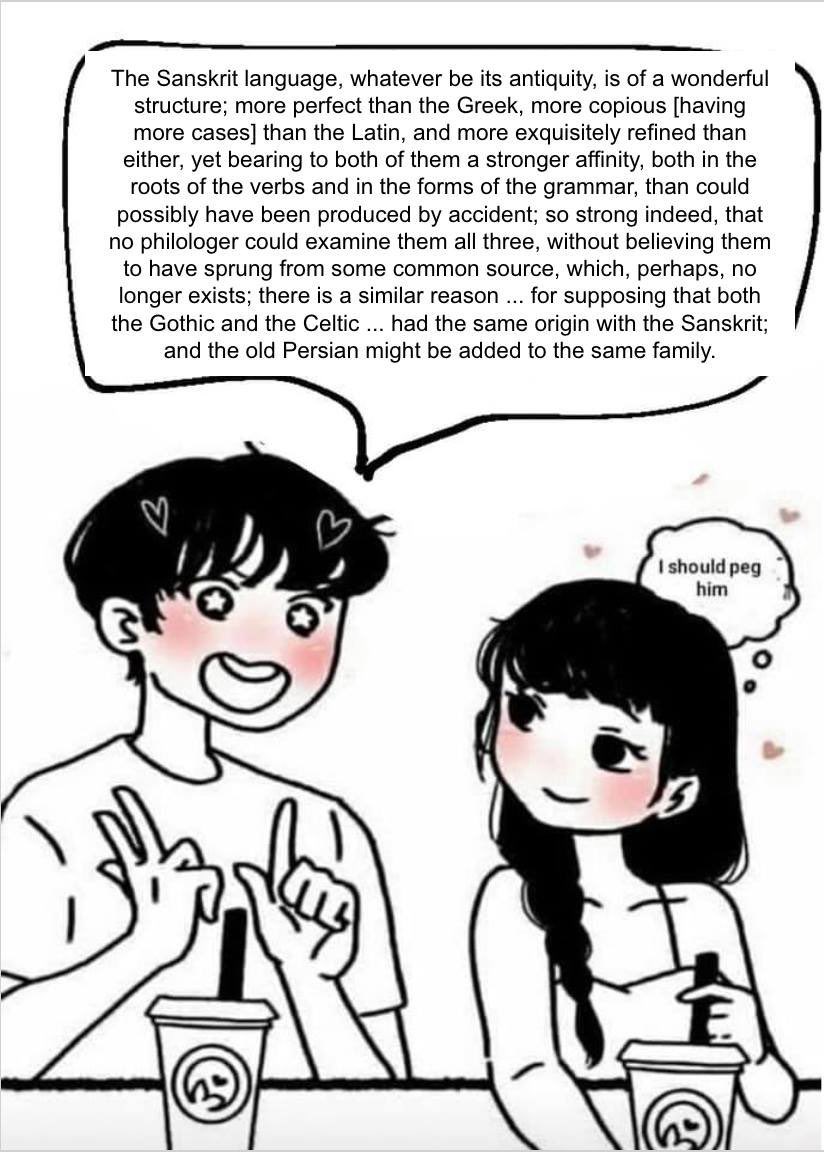 The Sanskrit language, whatever be its antiquity, is of a wonderful
structure; more perfect than the Greek, more copious [having
more cases] than the Latin, and more exquisitely refined than
either, yet bearing to both of them a stronger affinity, both in the
roots of the verbs and in the forms of the grammar, than could
possibly have been produced by accident; so strong indeed, that
no philologer could examine them all three, without believing them
to have sprung from some common source, which, perhaps, no
longer exists; there is a similar reason ... for supposing that both
the Gothic and the Celtic ... had the same origin with the Sanskrit;
and the old Persian might be added to the same family.
I should peg
him